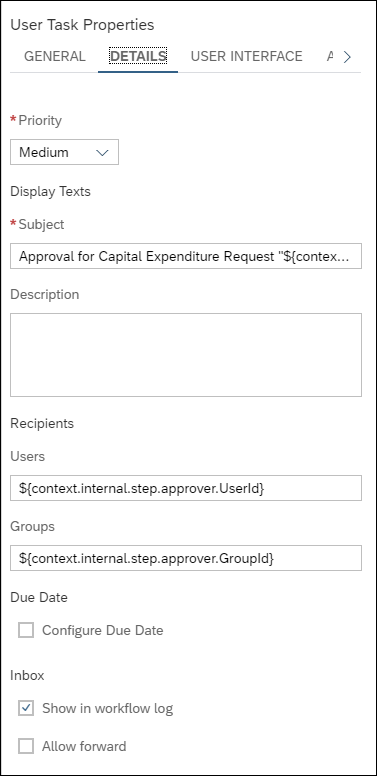 User Task Properties
GENERAL DETAILS USER INTERFACE
*Priority
Medium
Display Texts
*Subject
Approval for Capital Expenditure Request "${contex...
Description
Recipients
Users
${context.internal.step.approver.UserId}
Groups
${context.internal.step.approver.GroupId}
Due Date
Configure Due Date
Inbox
Show in workflow log
Allow forward